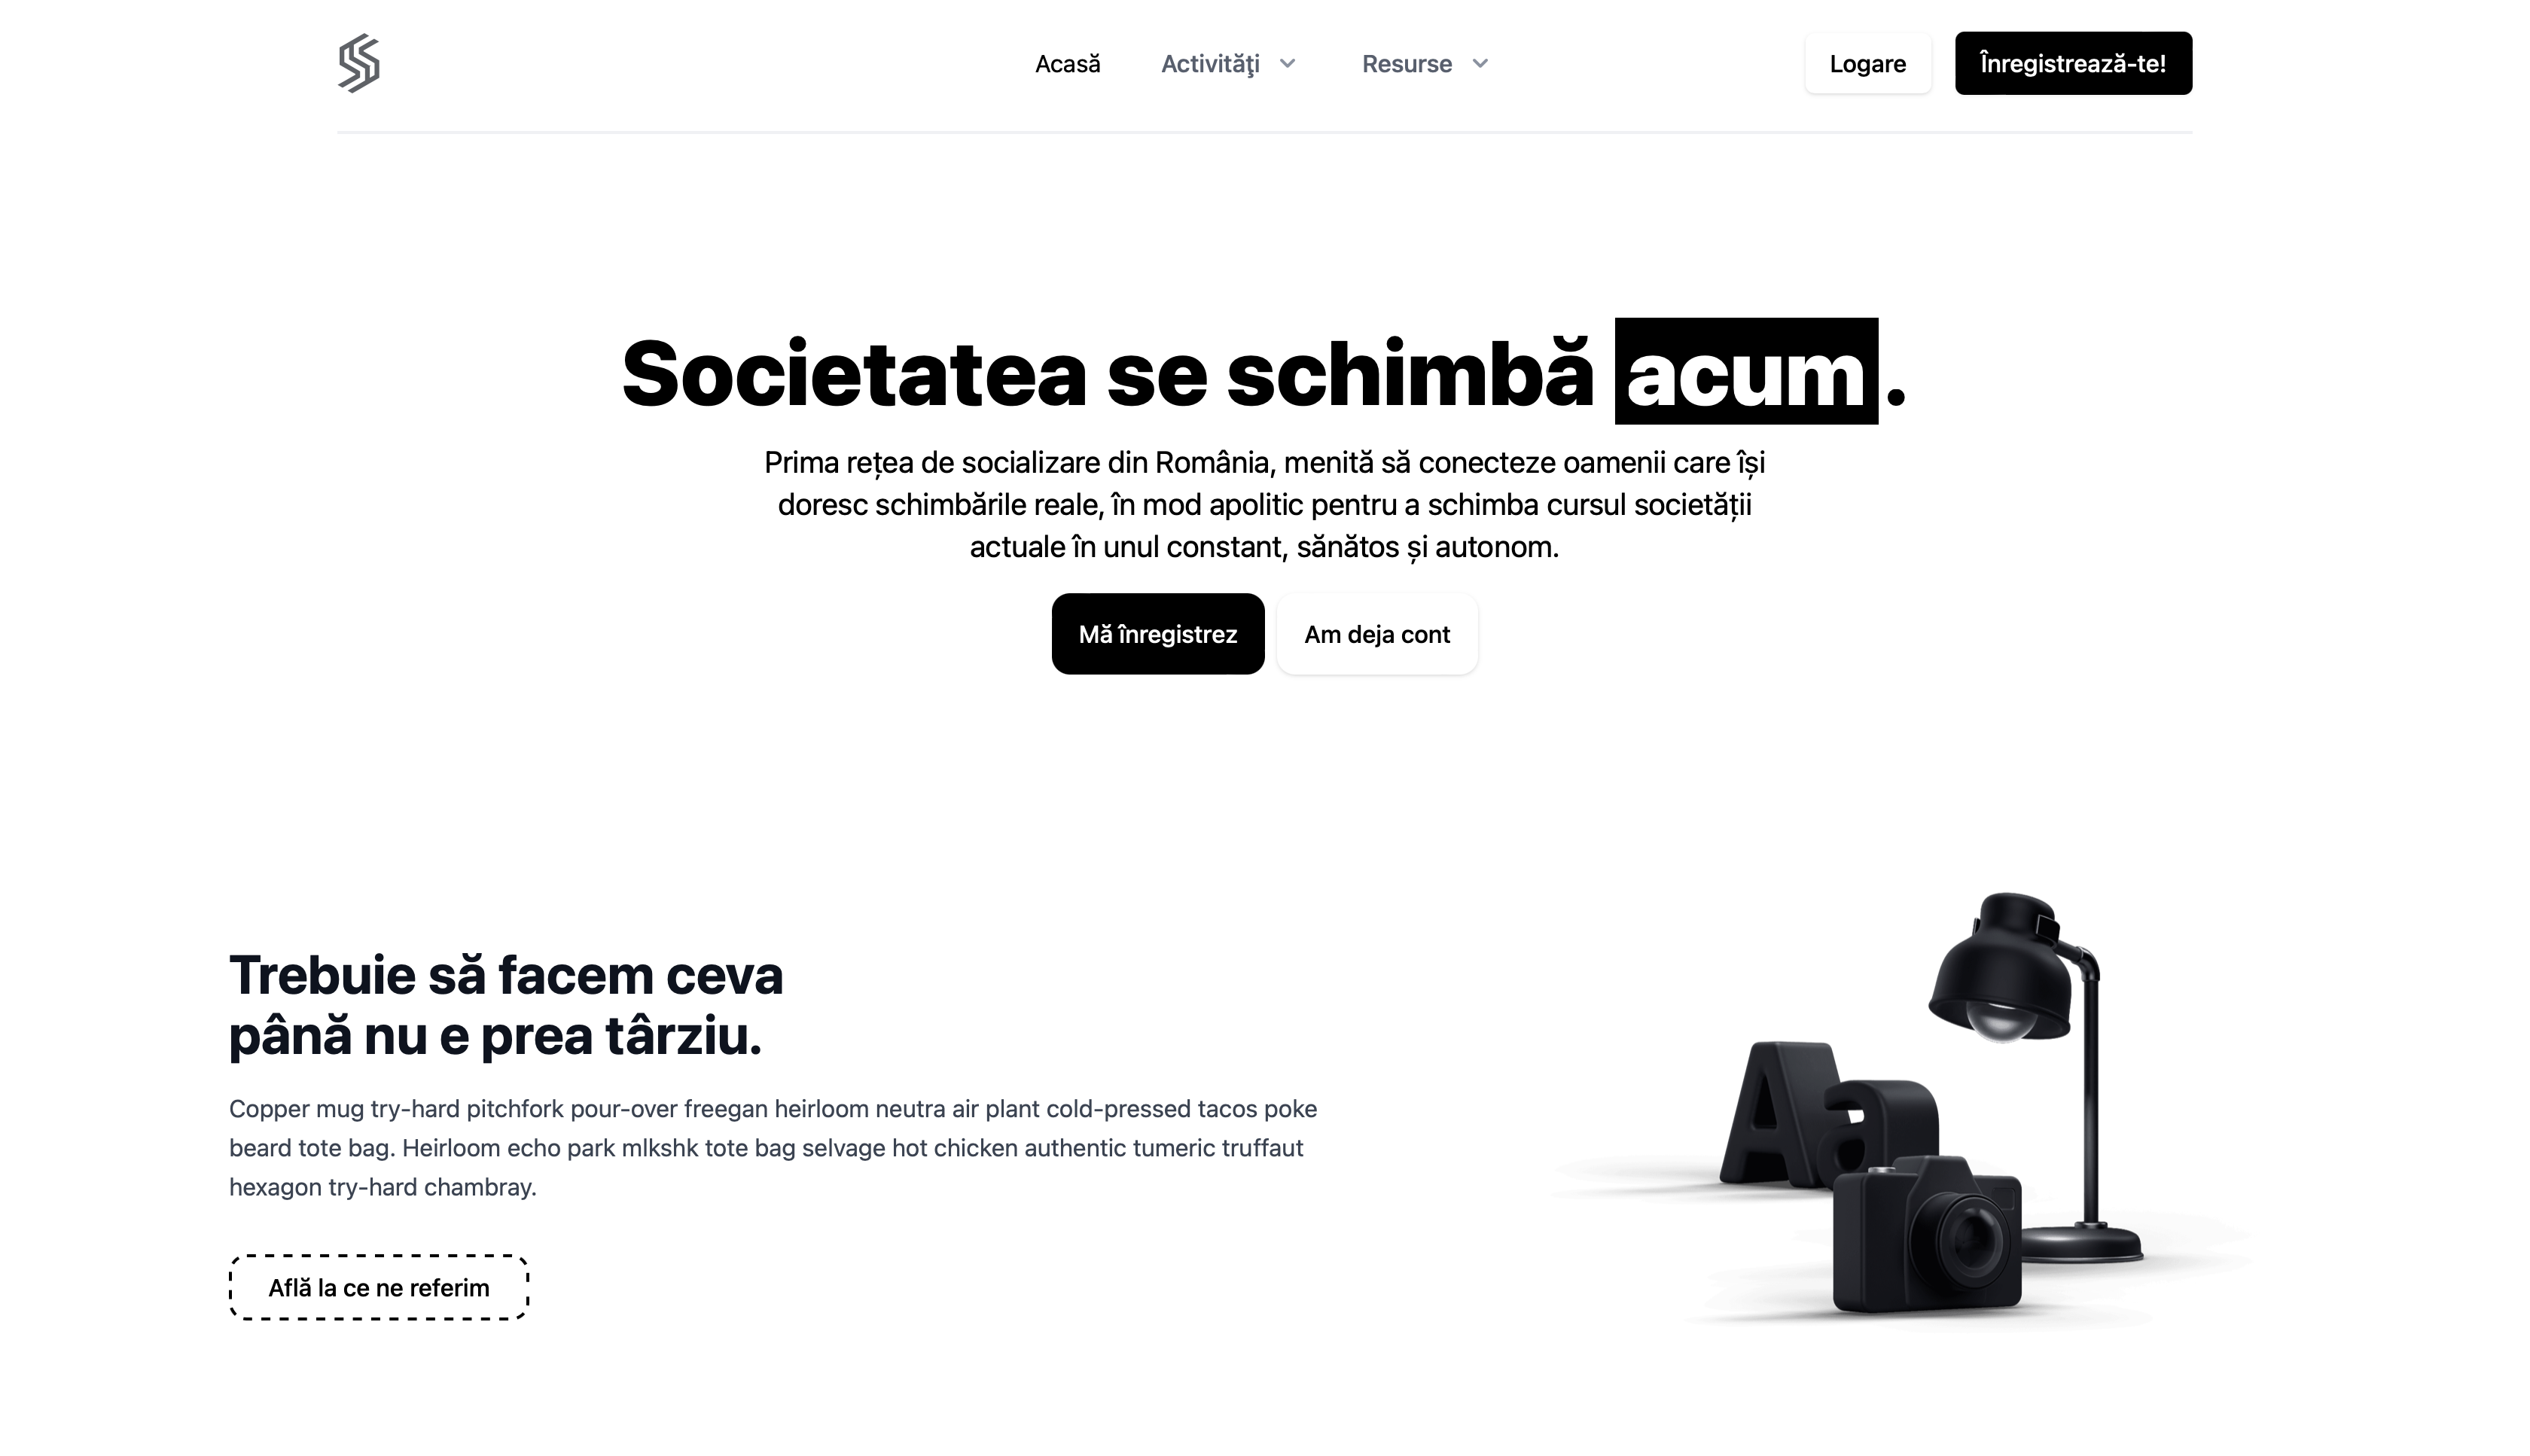 Acasă
Activităţi
Resurse
Logare
Înregistrează-te!
Societatea se schimbă acum.
Prima rețea de socializare din România, menită să conecteze oamenii care își
doresc schimbările reale, în mod apolitic pentru a schimba cursul societății
actuale în unul constant, sănătos și autonom.
Mă înregistrez
Am deja cont
Trebuie să facem ceva
până nu e prea târziu.
Copper mug try-hard pitchfork pour-over freegan heirloom neutra air plant cold-pressed tacos poke
beard tote bag. Heirloom echo park mlkshk tote bag selvage hot chicken authentic tumeric truffaut
hexagon try-hard chambray.
Află la ce ne referim
Aa